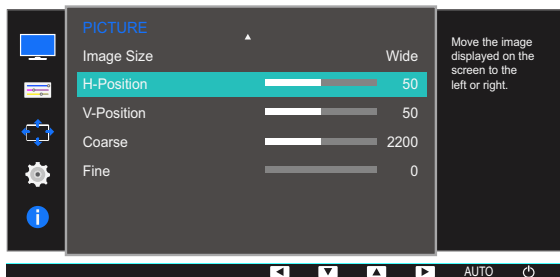 PICTURE
Image Size Wide
H-Position 50
V-Position 50
Coarse 2200
Fine 0
Move the image
displayed on the
screen to the
left or right.
AUTO